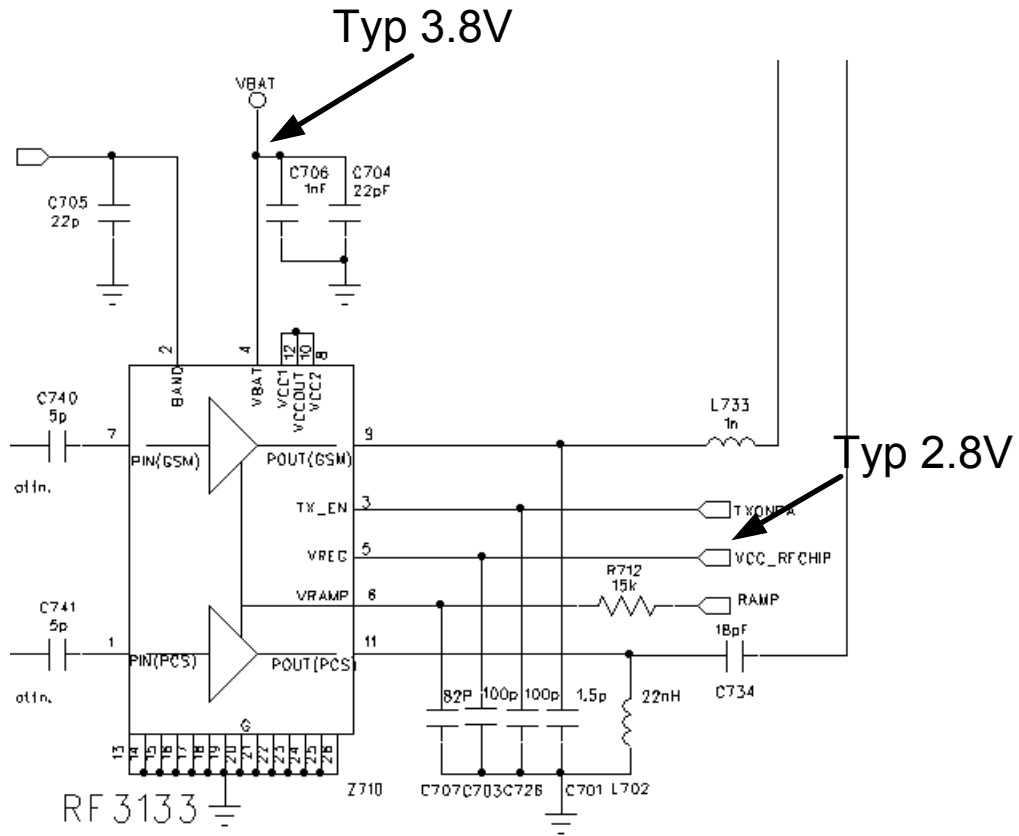 Typ 3.8V
VBAT
C706
1nF
C704
22pF
C705
22p
2
4
12
10
8
BAND
VBAT
VCC1
VCCOUT
VCC2
C740
5p
7
PIN(GSM)
POUT(GSM)
9
L733
1n
Typ 2.8V
attn.
TX_EN
3
TXONPA
VREG
5
VCC_RFCHIP
R712
15k
VRAMP
6
RAMP
C741
5p
1
PIN(PCS)
POUT(PCS)
11
18pF
C734
attn.
82P
100p
100p
1.5p
22nH
G
13
14
15
16
17
18
19
20
21
22
23
24
25
26
Z710
C707
C703
C726
C701
L702
RF3133